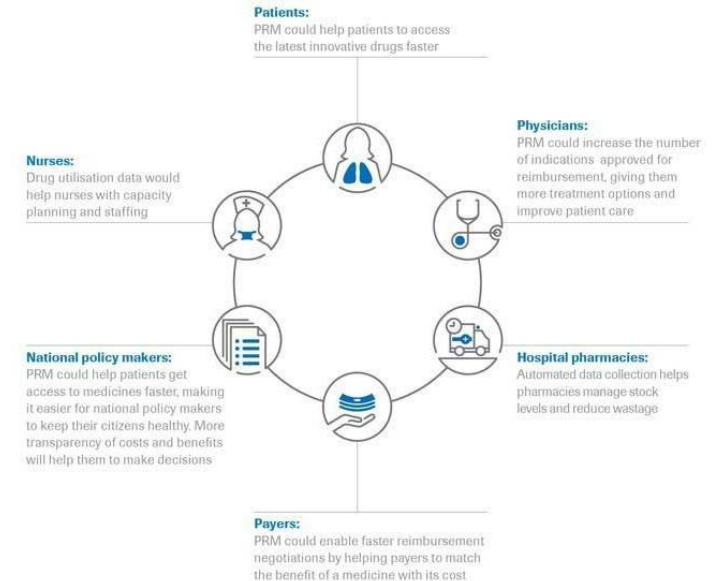 Patients:
PRM could help patients to access
the latest innovative drugs faster
Physicians:
PRM could increase the number
of indications approved for
reimbursement, giving them
more treatment options and
improve patient care
Nurses:
Drug utilisation data would
help nurses with capacity
planning and staffing
National policy makers:
PRM could help patients get
access to medicines faster, making
it easier for national policy makers
to keep their citizens healthy. More
transparency of costs and benefits
will help them to make decisions
Hospital pharmacies:
Automated data collection helps
pharmacies manage stock
levels and reduce wastage
Payers:
PRM could enable faster reimbursement
negotiations by helping payers to match
the benefit of a medicine with its cost